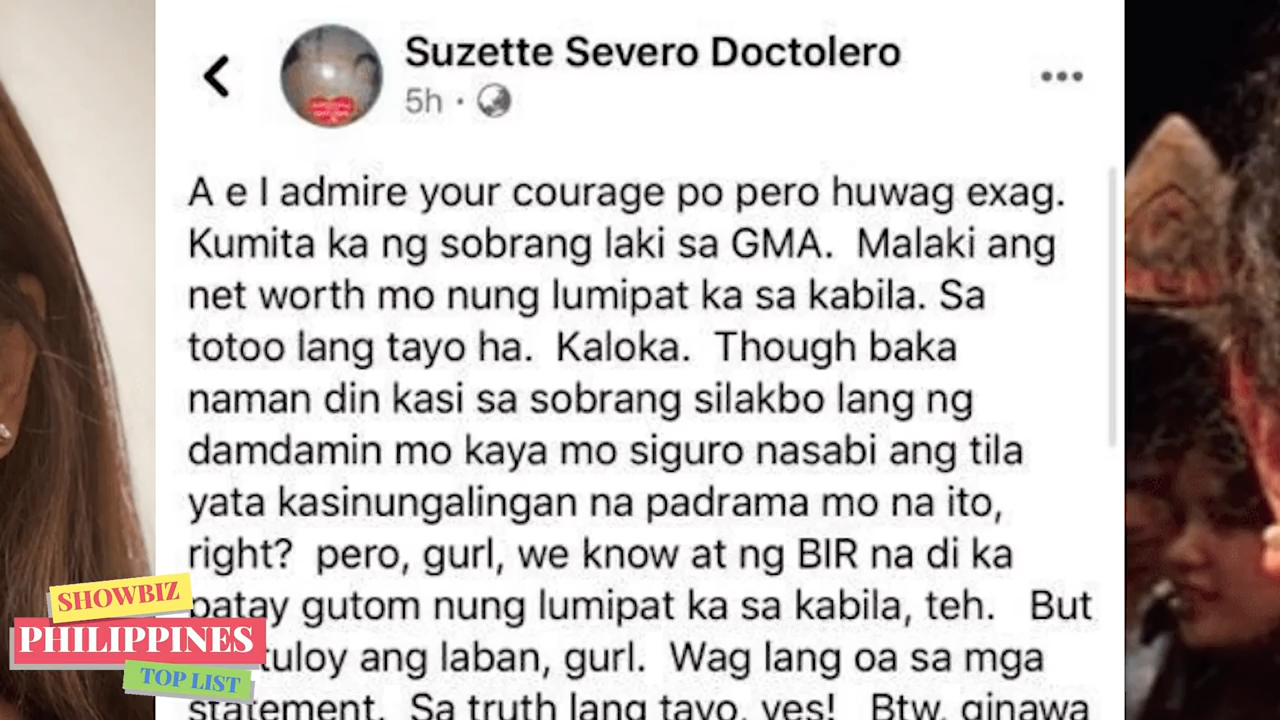 Suzette Severo Doctolero
5h ·
A e I admire your courage po pero huwag exag.
Kumita ka ng sobrang laki sa GMA. Malaki ang
net worth mo nung lumipat ka sa kabila. Sa
totoo lang tayo ha. Kaloka. Though baka
naman din kasi sa sobrang silakbo lang ng
damdamin mo kaya mo siguro nasabi ang tila
yata kasinungalingan na padrama mo na ito,
right? pero, gurl, we know at ng BIR na di ka
patay gutom nung lumipat ka sa kabila, teh. But
tuloy ang laban, gurl. Wag lang oa sa mga
statement. Sa truth lang tayo, yes! Btw, ginawa
SHOWBIZ
PHILIPPINES
TOP LIST